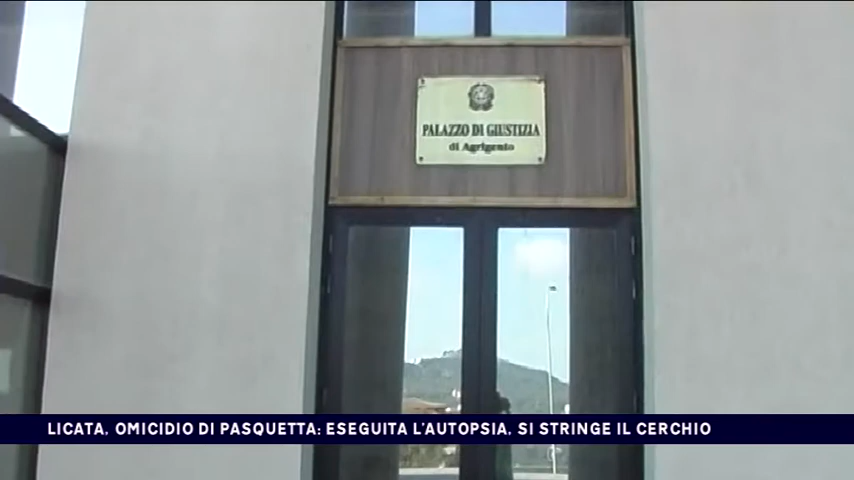 PALAZZO DI GIUSTIZIA
di Agrigento
LICATA, OMICIDIO DI PASQUETTA: ESEGUITA L'AUTOPSIA, SI STRINGE IL CERCHIO